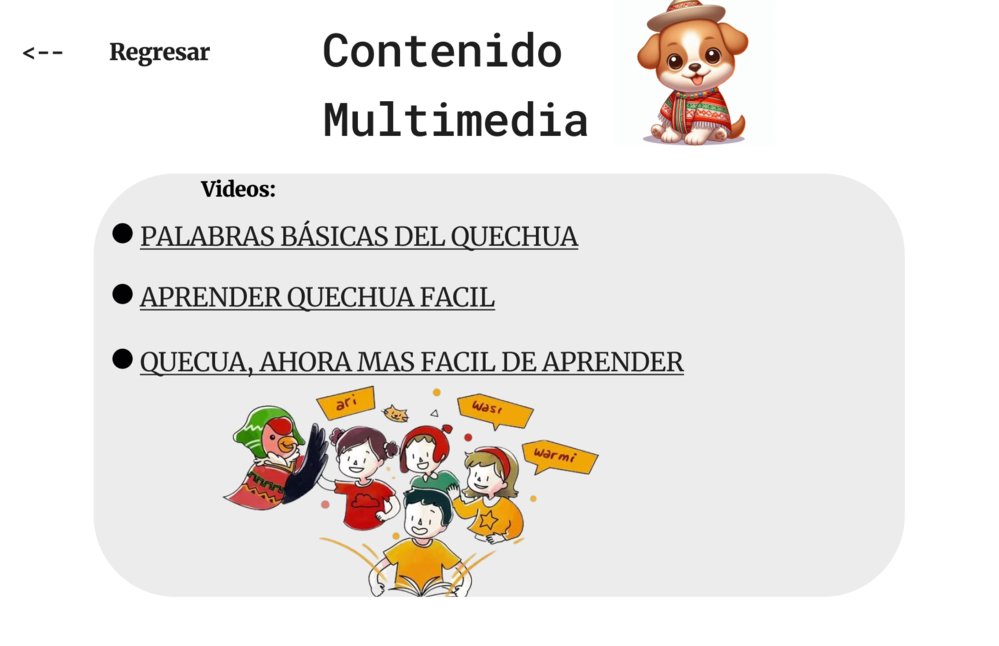 <-- Regresar
Contenido
Multimedia
Videos:
● PALABRAS BÁSICAS DEL QUECHUA
● APRENDER QUECHUA FACIL
● QUECUA, AHORA MAS FACIL DE APRENDER
ari
wasi
warmi